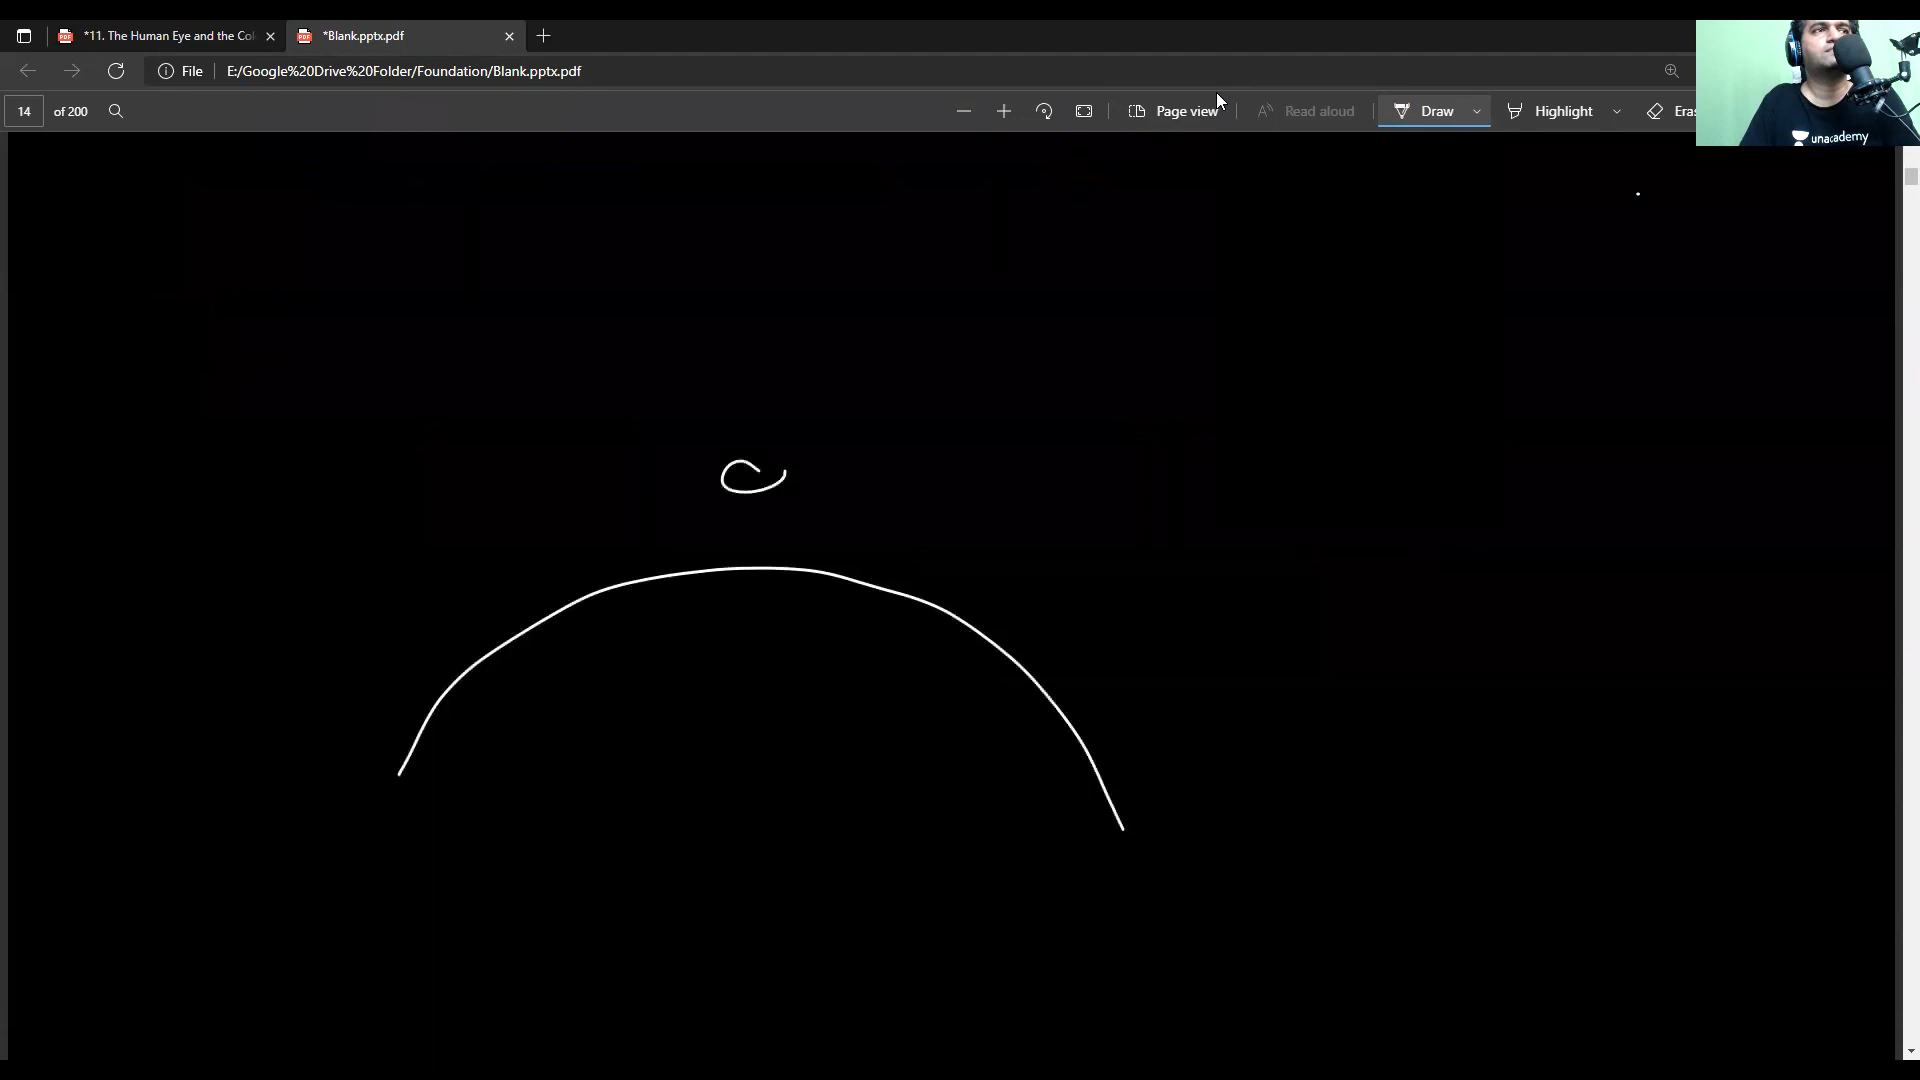 *11. The Human Eye and the Col
*Blank.pptx.pdf
File
E:/Google%20Drive%20Folder/Foundation/Blank.pptx.pdf
14
of 200
Page view
Read aloud
Draw
Highlight
Eras
unacademy